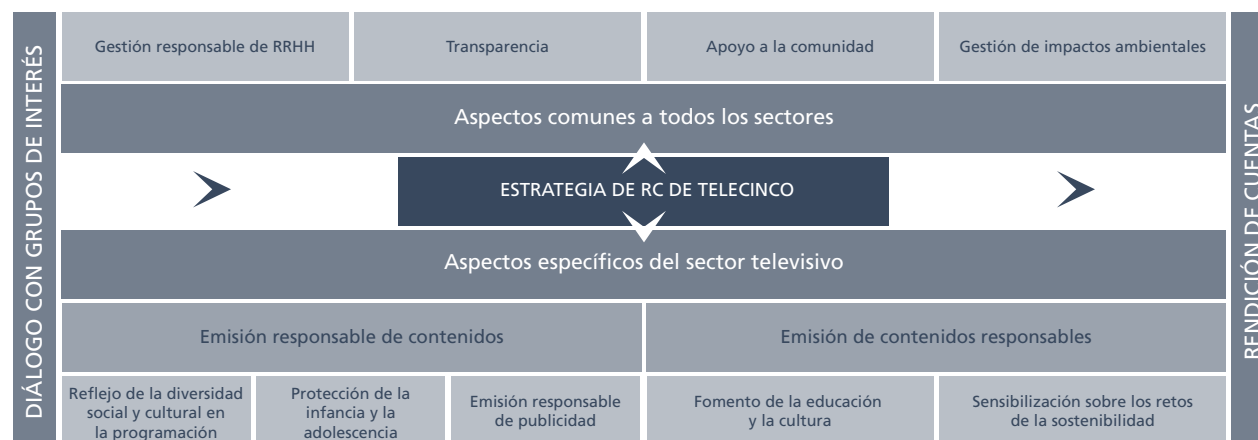 DIÁLOGO CON GRUPOS DE INTERÉS
Gestión responsable de RRHH
Transparencia
Apoyo a la comunidad
Gestión de impactos ambientales
Aspectos comunes a todos los sectores
ESTRATEGIA DE RC DE TELECINCO
Aspectos específicos del sector televisivo
Emisión responsable de contenidos
Emisión de contenidos responsables
Reflejo de la diversidad
social y cultural en
la programación
Protección de la
infancia y la
adolescencia
Emisión responsable
de publicidad
Fomento de la educación
y la cultura
Sensibilización sobre los retos
de la sostenibilidad
RENDICIÓN DE CUENTAS